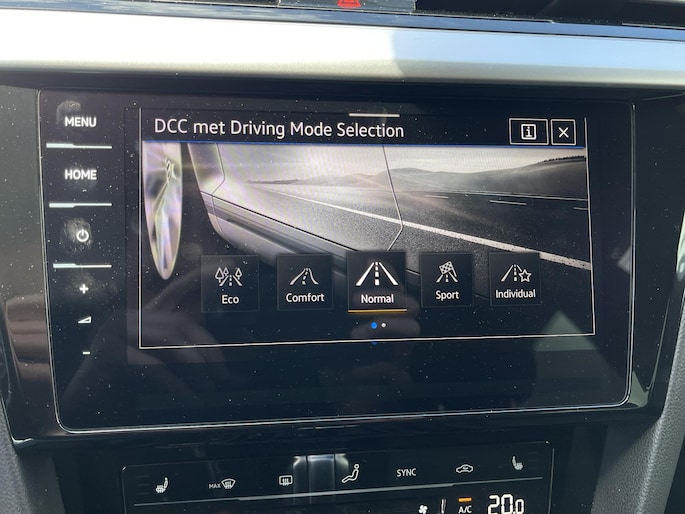 MENU
DCC met Driving Mode Selection
HOME
Eco
Comfort
Normal
Sport
Individual
+
-
MAX
SYNC
A/C
20.0